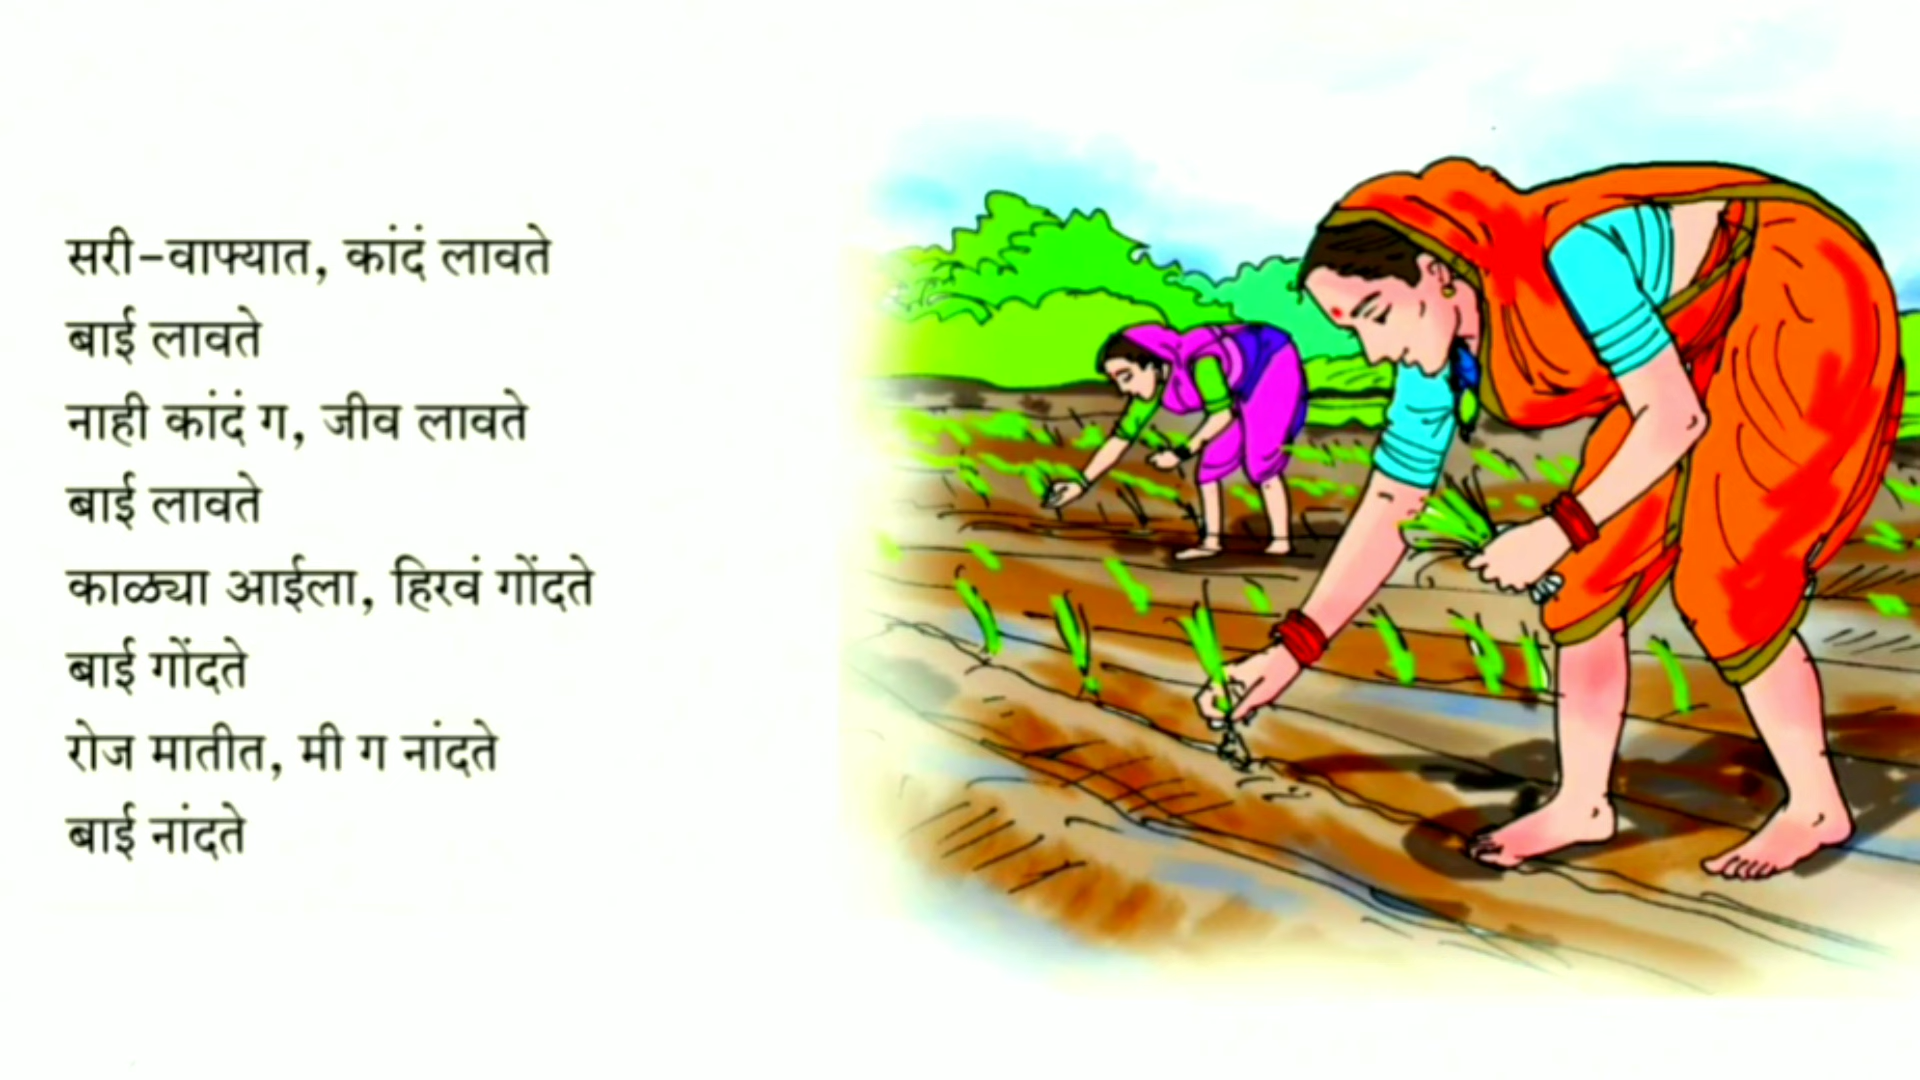 सरी-वाफ्यात, कांदं लावते
बाई लावते
नाही कांदं ग, जीव लावते
बाई लावते
काळ्या आईला, हिरवं गोंदते
बाई गोंदते
रोज मातीत, मी ग नांदते
बाई नांदते